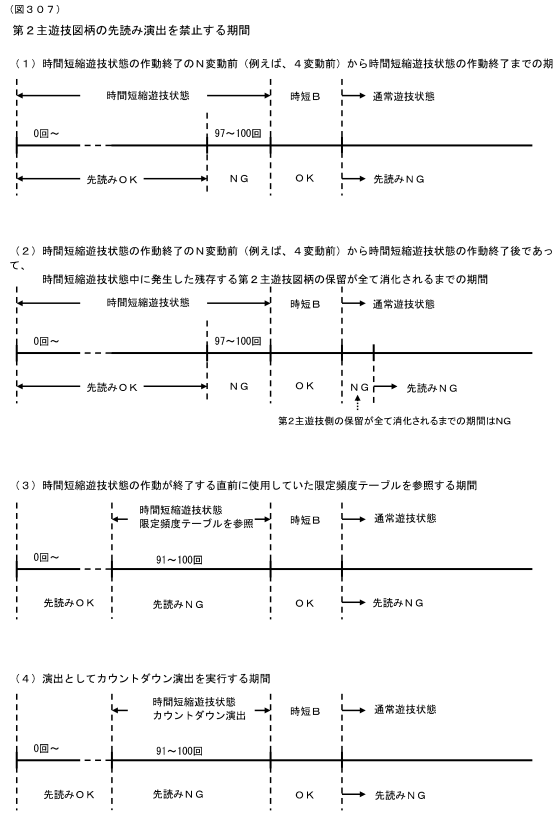 （図３０７）
第２主遊技図柄の先読み演出を禁止する期間
（１）時間短縮遊技状態の作動終了のＮ変動前（例えば、４変動前）から時間短縮遊技状態の作動終了までの期
時間短縮遊技状態 時短Ｂ 通常遊技状態
0回～ 97～100回
先読みＯＫ ＮＧ ＯＫ 先読みＮＧ
（２）時間短縮遊技状態の作動終了のＮ変動前（例えば、４変動前）から時間短縮遊技状態の作動終了後であっ
て、
時間短縮遊技状態中に発生した残存する第２主遊技図柄の保留が全て消化されるまでの期間
時間短縮遊技状態 時短Ｂ 通常遊技状態
0回～ 97～100回
先読みＯＫ ＮＧ ＯＫ ＮＧ 先読みＮＧ
第2主遊技側の保留が全て消化されるまでの期間はNG
（３）時間短縮遊技状態の作動が終了する直前に使用していた限定頻度テーブルを参照する期間
時間短縮遊技状態
限定頻度テーブルを参照 時短Ｂ 通常遊技状態
0回～ 91～100回
先読みＯＫ 先読みＮＧ ＯＫ 先読みＮＧ
（４）演出としてカウントダウン演出を実行する期間
時間短縮遊技状態
カウントダウン演出 時短Ｂ 通常遊技状態
0回～ 91～100回
先読みＯＫ 先読みＮＧ ＯＫ 先読みＮＧ